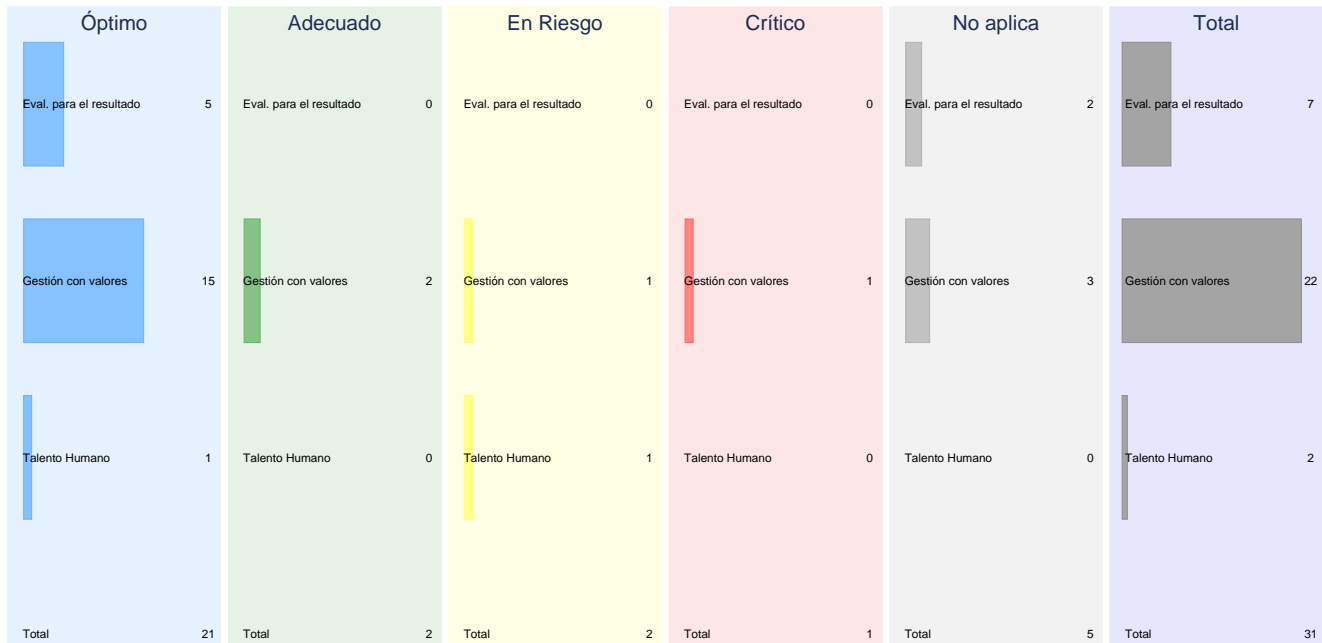 Óptimo Adecuado En Riesgo Crítico No aplica Total
Eval. para el resultado 5 Eval. para el resultado 0 Eval. para el resultado 0 Eval. para el resultado 0 Eval. para el resultado 2 Eval. para el resultado 7
Gestión con valores 15 Gestión con valores 2 Gestión con valores 1 Gestión con valores 1 Gestión con valores 3 Gestión con valores 22
Talento Humano 1 Talento Humano 0 Talento Humano 1 Talento Humano 0 Talento Humano 0 Talento Humano 2
Total 21 Total 2 Total 2 Total 1 Total 5 Total 31